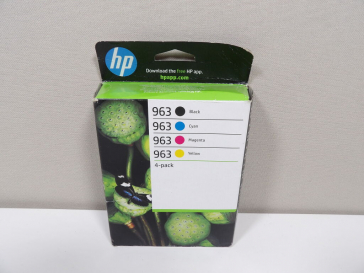 hp
Download the free HP app.
hpapp.com
963 Black
963 Cyan
963 Magenta
963 Yellow
4-pack